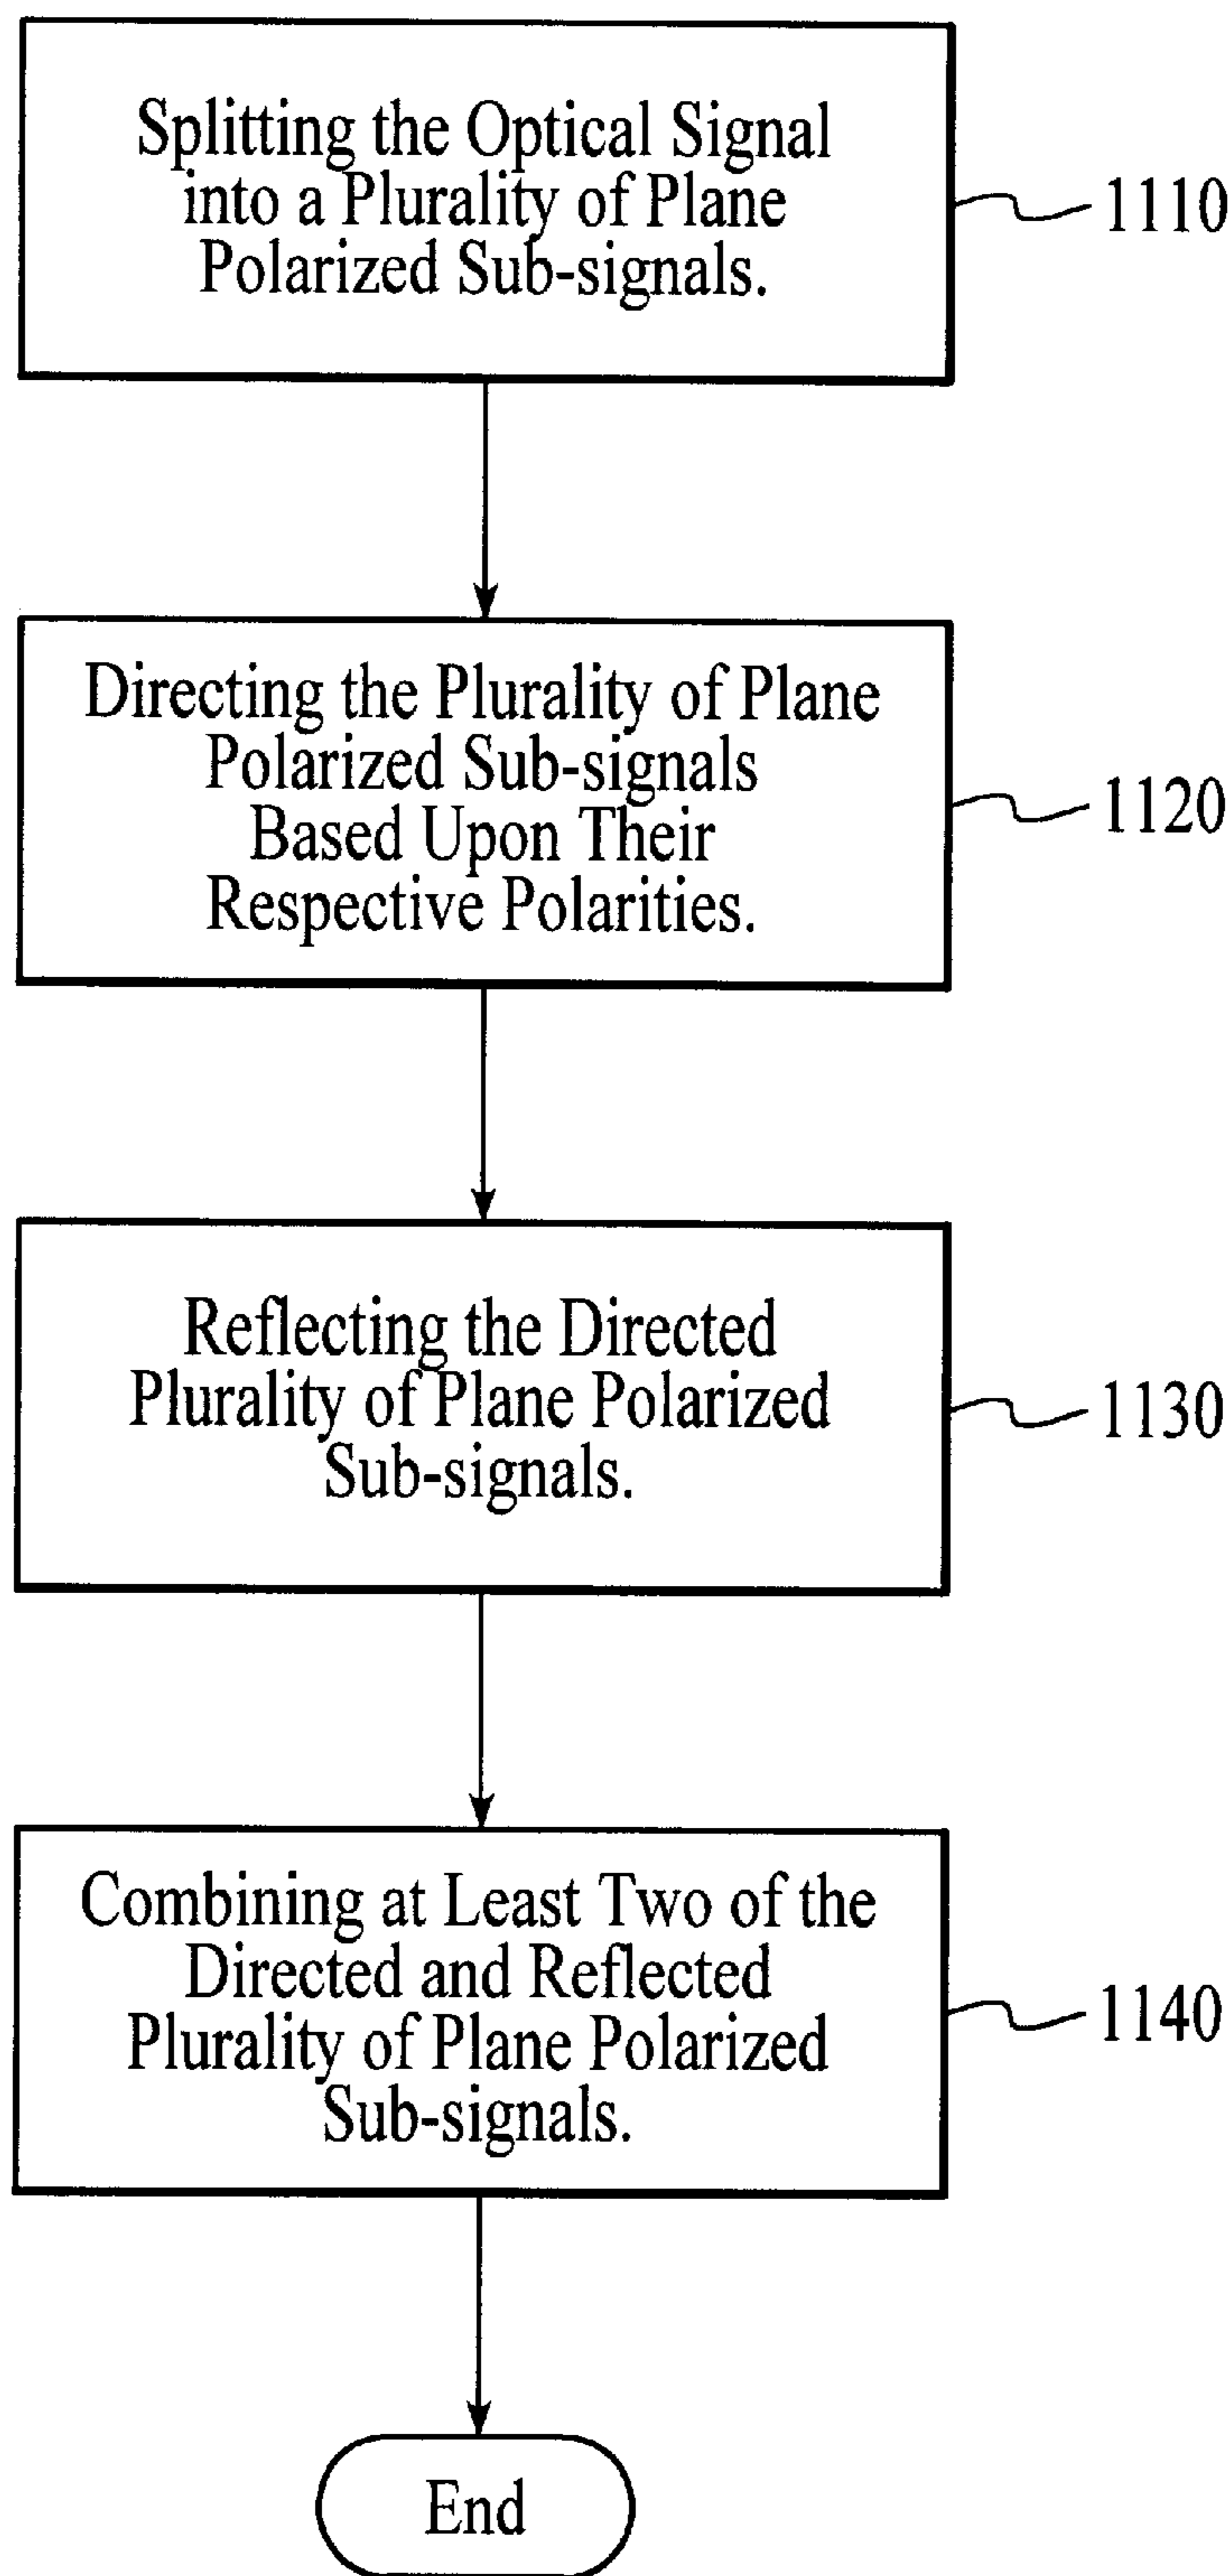 Splitting the Optical Signal
into a Plurality of Plane
Polarized Sub-signals.
1110
Directing the Plurality of Plane
Polarized Sub-signals
Based Upon Their
Respective Polarities.
1120
Reflecting the Directed
Plurality of Plane Polarized
Sub-signals.
1130
Combining at Least Two of the
Directed and Reflected
Plurality of Plane Polarized
Sub-signals.
1140
End